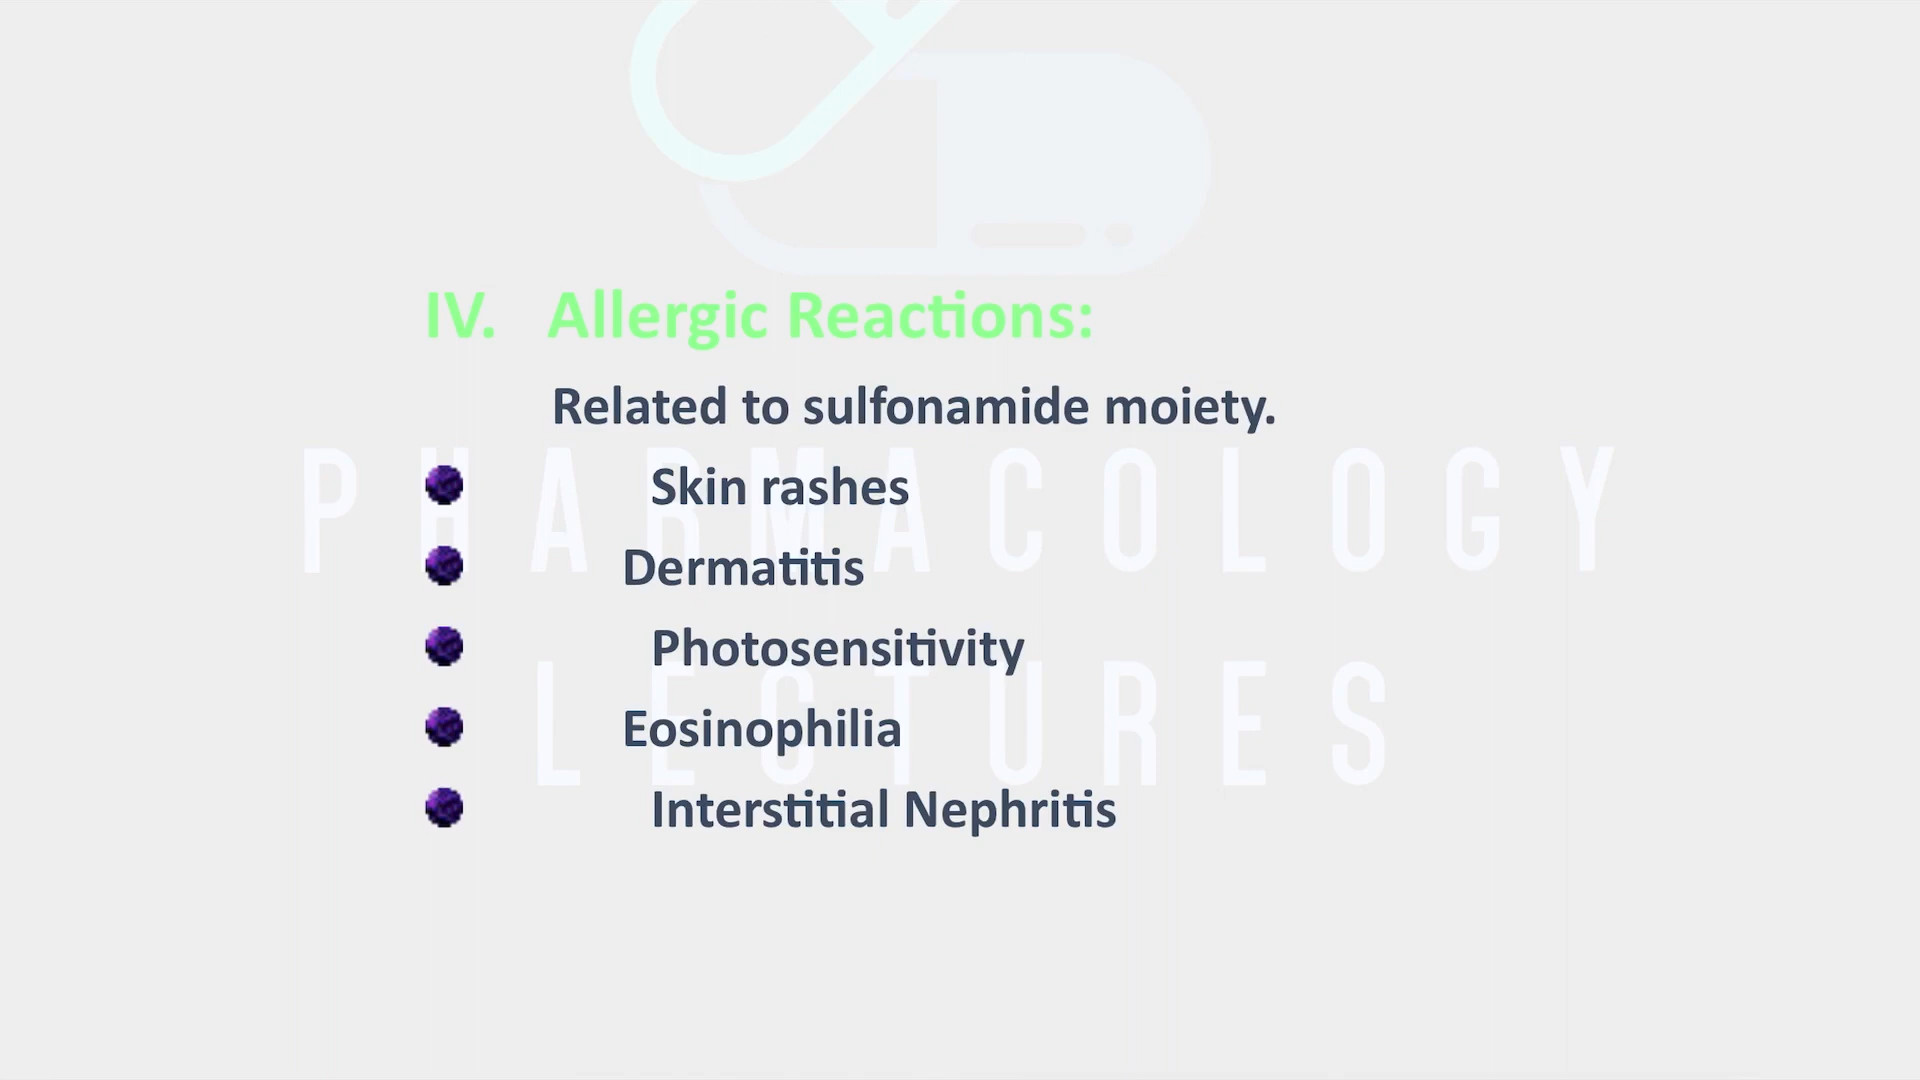 IV. Allergic Reactions:
Related to sulfonamide moiety.
Skin rashes
Dermatitis
Photosensitivity
Eosinophilia
Interstitial Nephritis
PHARMACOLOGY
LECTURES